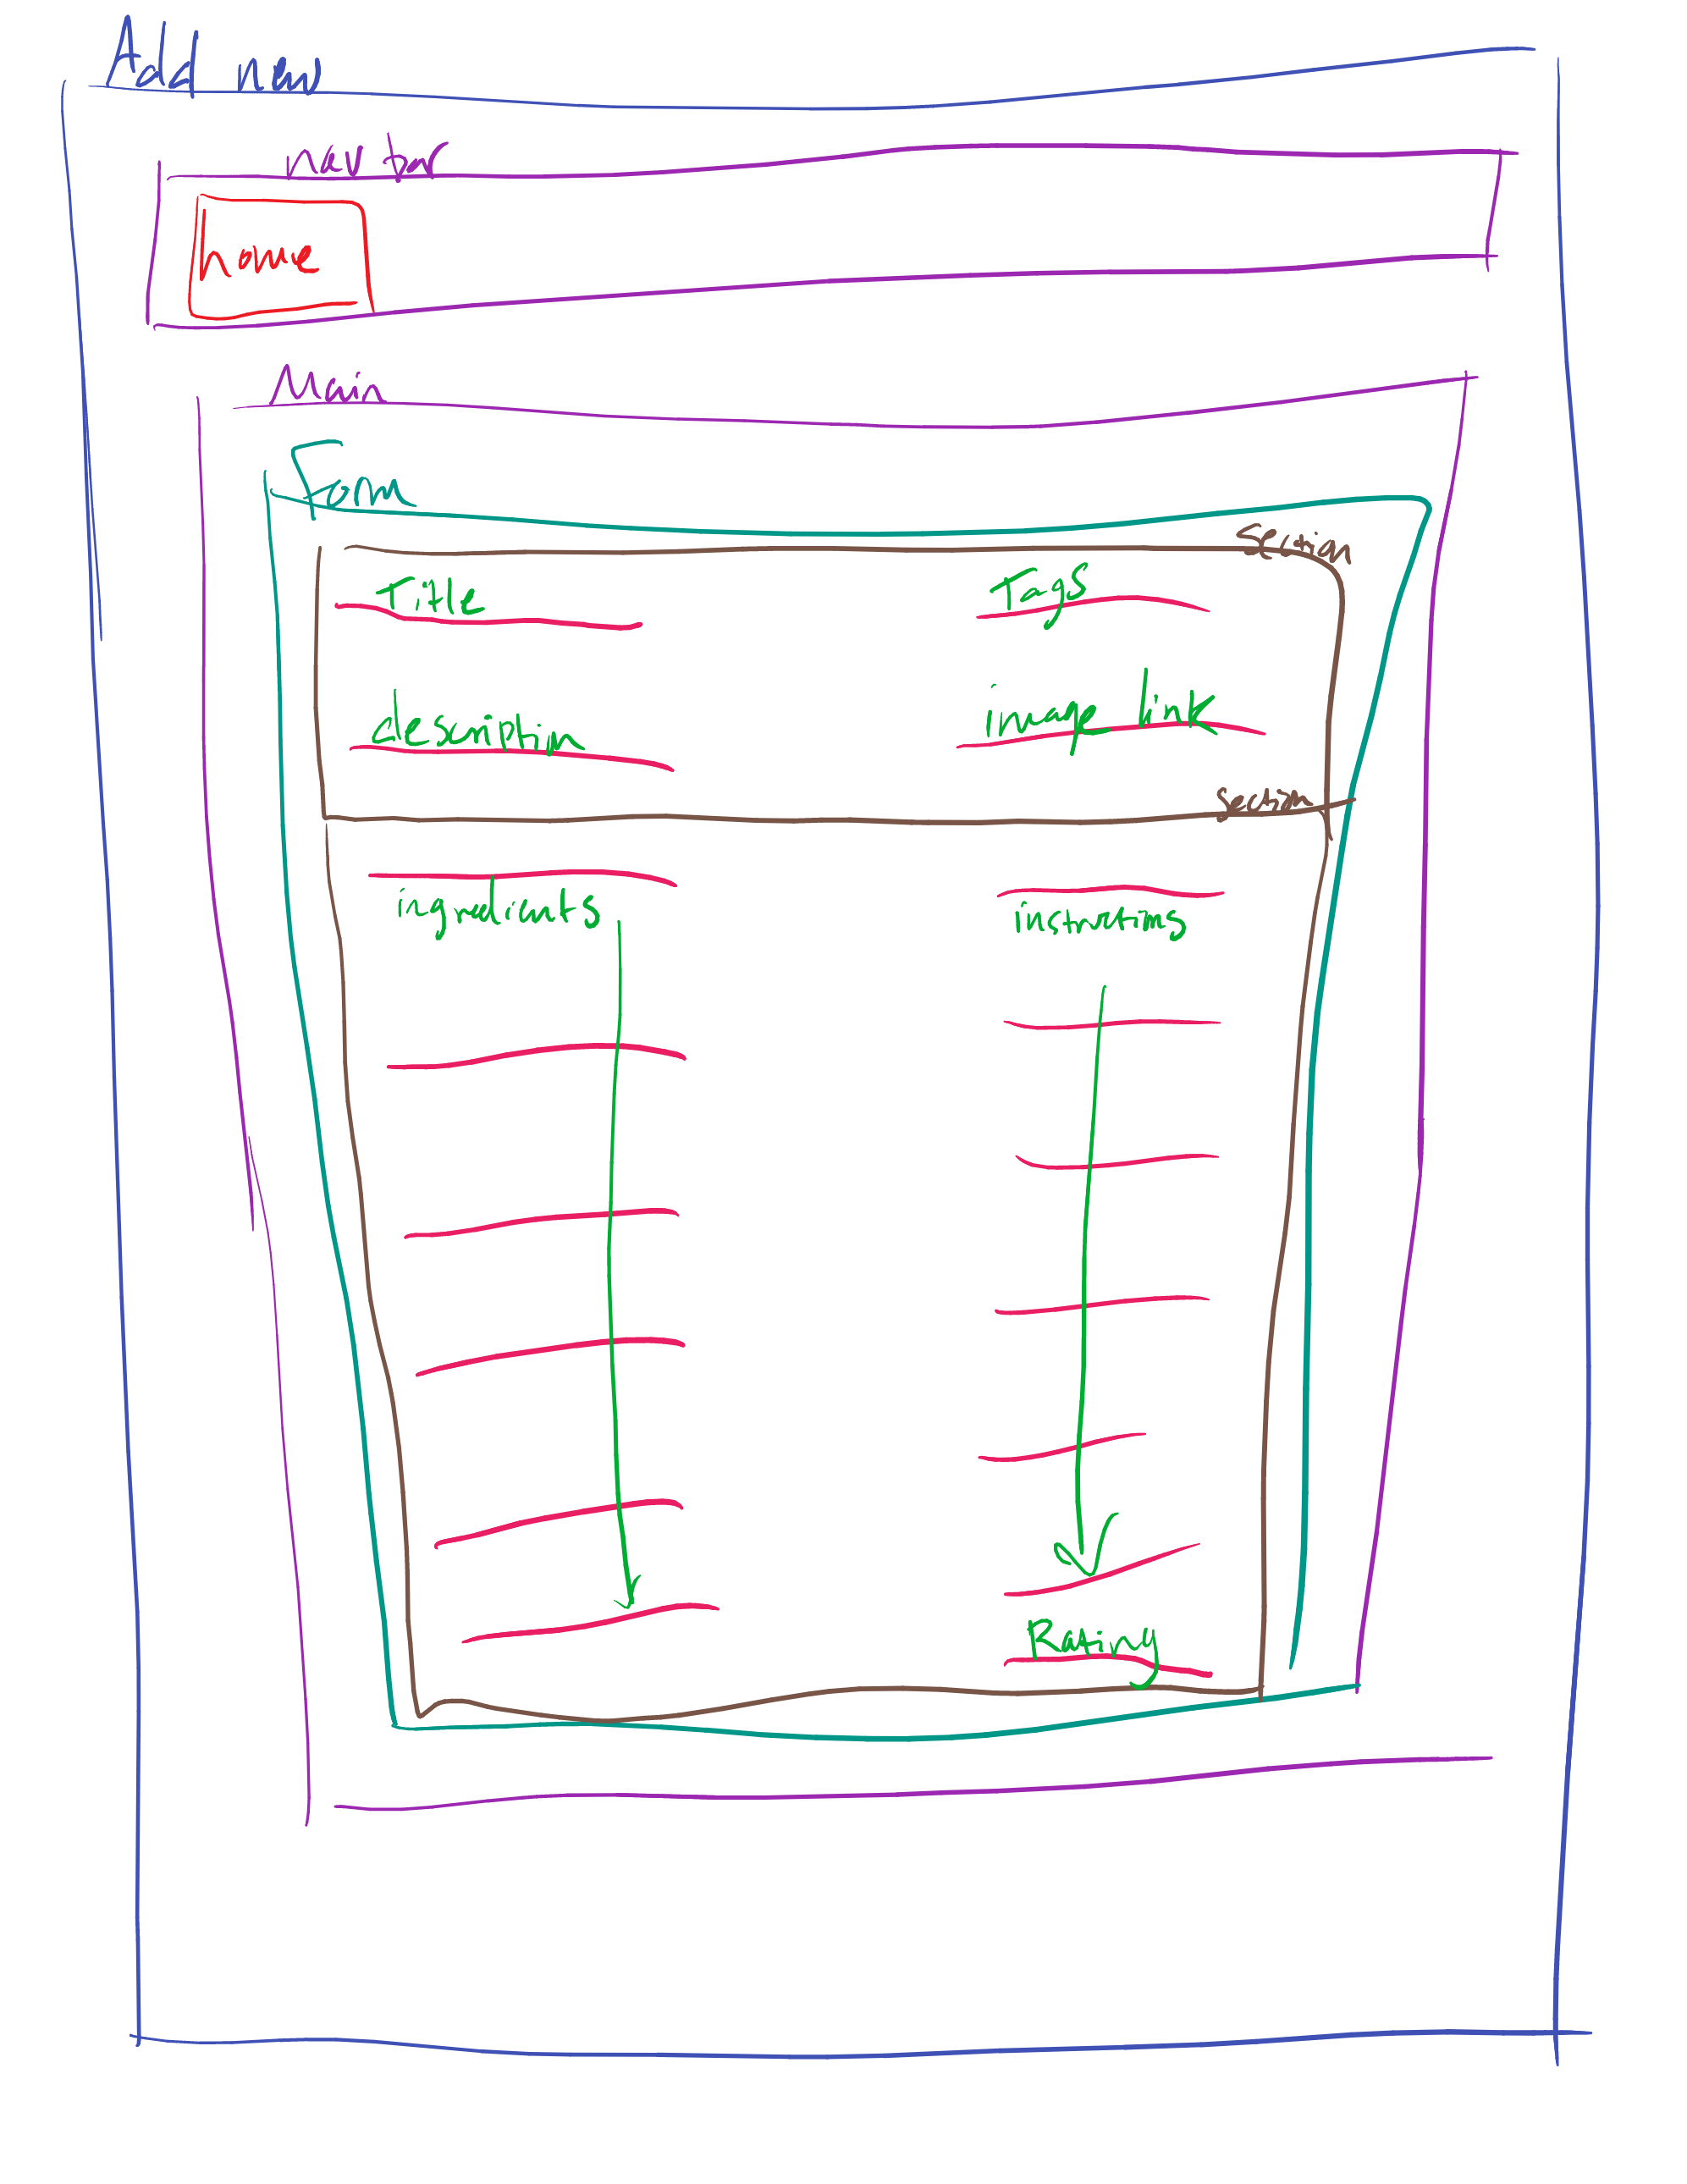 Add new
nav bar
home
Main
Form
Section
Title
Tags
description
image link
section
ingredients
instructions
Rating